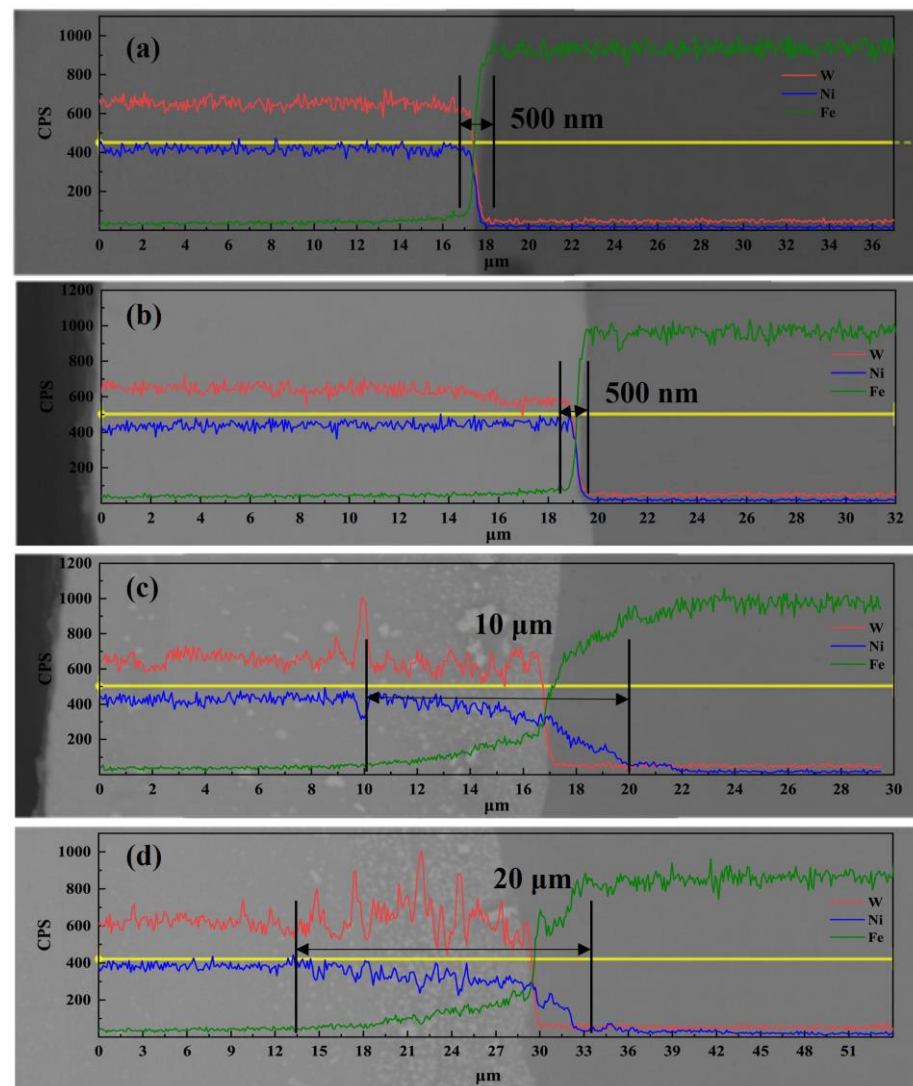 (a)
1000
800
600
400
200
CPS
500 nm
W
Ni
Fe
0 2 4 6 8 10 12 14 16 18 20 22 24 26 28 30 32 34 36
µm
(b)
1200
1000
800
600
400
200
CPS
500 nm
W
Ni
Fe
0 2 4 6 8 10 12 14 16 18 20 22 24 26 28 30 32
µm
(c)
1200
1000
800
600
400
200
CPS
10 µm
W
Ni
Fe
0 2 4 6 8 10 12 14 16 18 20 22 24 26 28 30
µm
(d)
1000
800
600
400
200
CPS
20 µm
W
Ni
Fe
0 3 6 9 12 15 18 21 24 27 30 33 36 39 42 45 48 51
µm